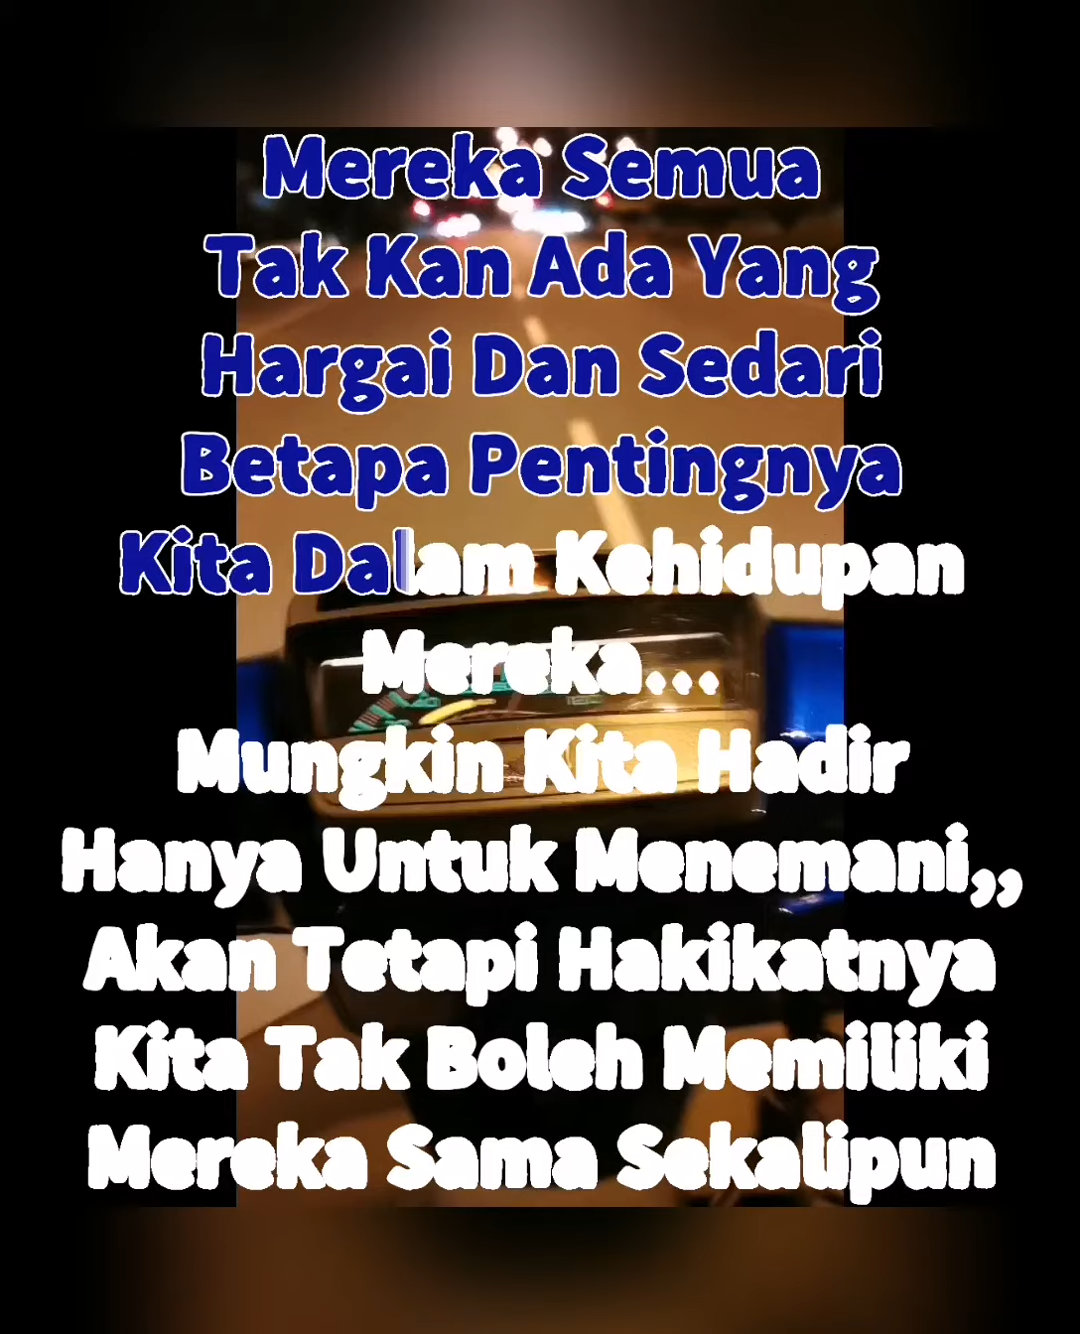 Mereka Semua
Tak Kan Ada Yang
Hargai Dan Sedari
Betapa Pentingnya
Kita Dalam Kehidupan
Mereka...
Mungkin Kita Hadir
Hanya Untuk Menemani,,
Akan Tetapi Hakikatnya
Kita Tak Boleh Memiliki
Mereka Sama Sekalipun